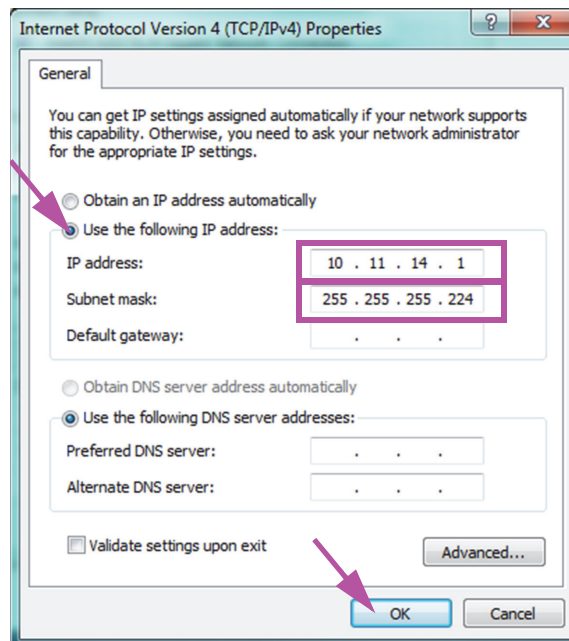 Internet Protocol Version 4 (TCP/IPv4) Properties
General
You can get IP settings assigned automatically if your network supports
this capability. Otherwise, you need to ask your network administrator
for the appropriate IP settings.
Obtain an IP address automatically
Use the following IP address:
IP address: 10 . 11 . 14 . 1
Subnet mask: 255 . 255 . 255 . 224
Default gateway: . . .
Obtain DNS server address automatically
Use the following DNS server addresses:
Preferred DNS server: . . .
Alternate DNS server: . . .
Validate settings upon exit
Advanced...
OK Cancel